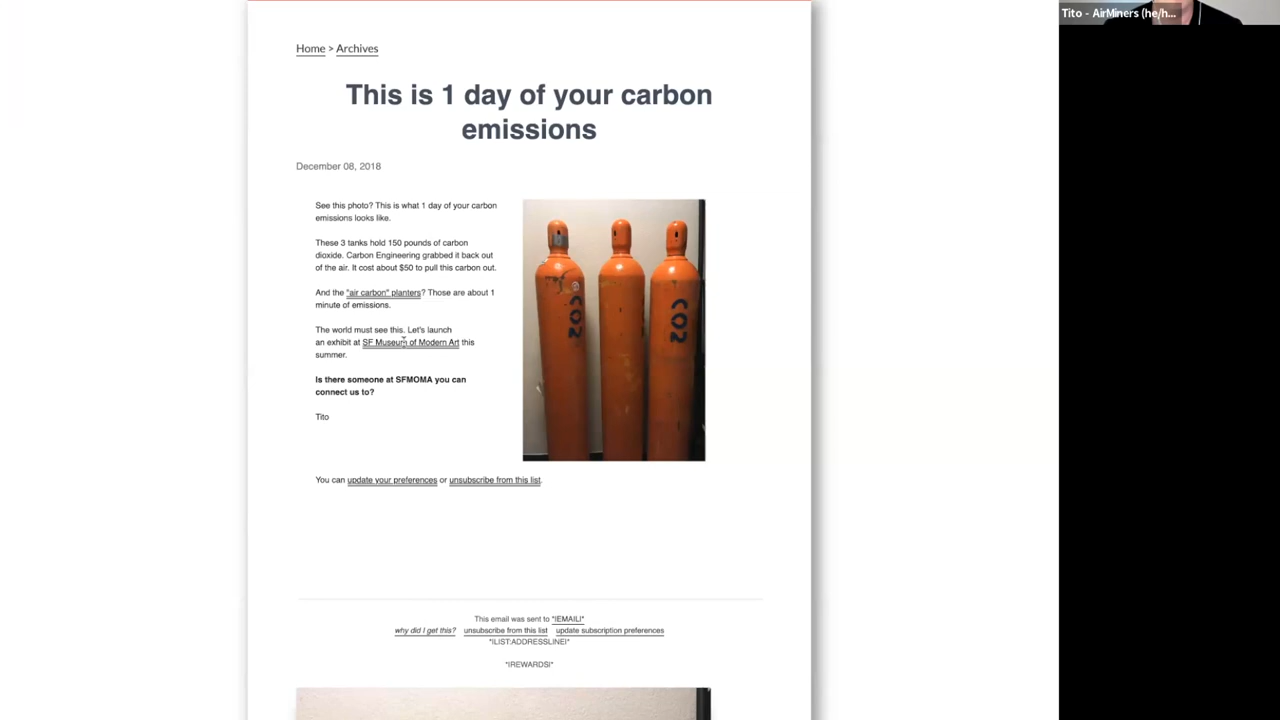 Tito - AirMiners (he/h...
Home > Archives
This is 1 day of your carbon
emissions
December 08, 2018
See this photo? This is what 1 day of your carbon
emissions looks like.
These 3 tanks hold 150 pounds of carbon
dioxide. Carbon Engineering grabbed it back out
of the air. It cost about $50 to pull this carbon out.
And the "air carbon" planters? Those are about 1
minute of emissions.
The world must see this. Let's launch
an exhibit at SF Museum of Modern Art this
summer.
Is there someone at SFMOMA you can
connect us to?
Tito
CO2
CO2
You can update your preferences or unsubscribe from this list.
This email was sent to *|EMAIL|*
why did I get this? unsubscribe from this list update subscription preferences
*|LIST:ADDRESSLINE|*
*|REWARDS|*